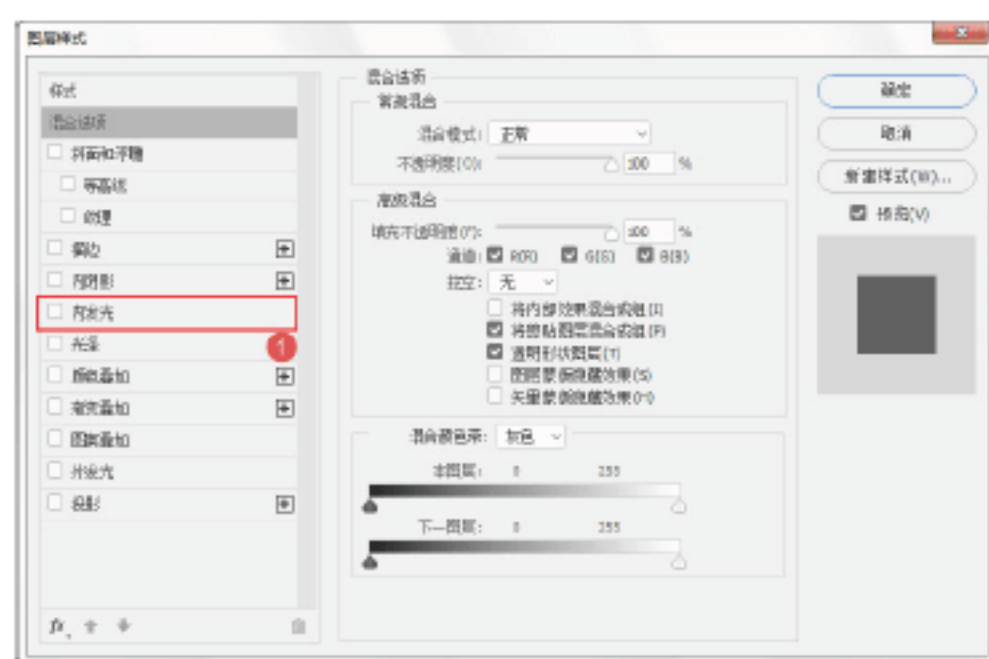 图层样式
样式
混合选项
斜面和浮雕
等高线
纹理
描边
内阴影
内发光
光泽
1
颜色叠加
渐变叠加
图案叠加
外发光
投影
fx
混合选项
常规混合
混合模式: 正常
不透明度(O): 100 %
高级混合
填充不透明度(F): 100 %
通道: R(R) G(G) B(B)
挖空: 无
将内部效果混合成组(I)
将剪贴图层混合成组(P)
透明形状图层(T)
图层蒙版隐藏效果(S)
矢量蒙版隐藏效果(H)
混合颜色带: 灰色
本图层: 0 255
下一图层: 0 255
确定
取消
新建样式(W)...
预览(V)